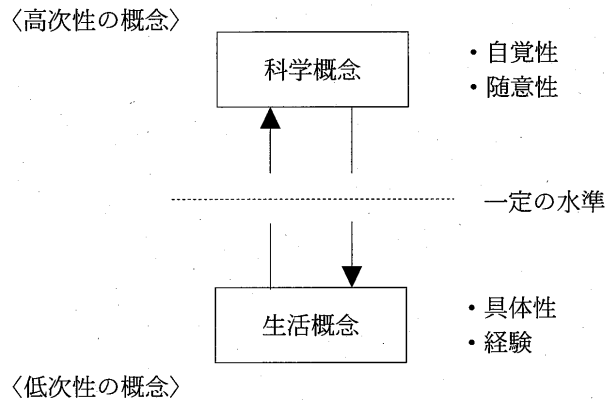 〈高次性の概念〉
科学概念
・自覚性
・随意性
一定の水準
生活概念
・具体性
・経験
〈低次性の概念〉